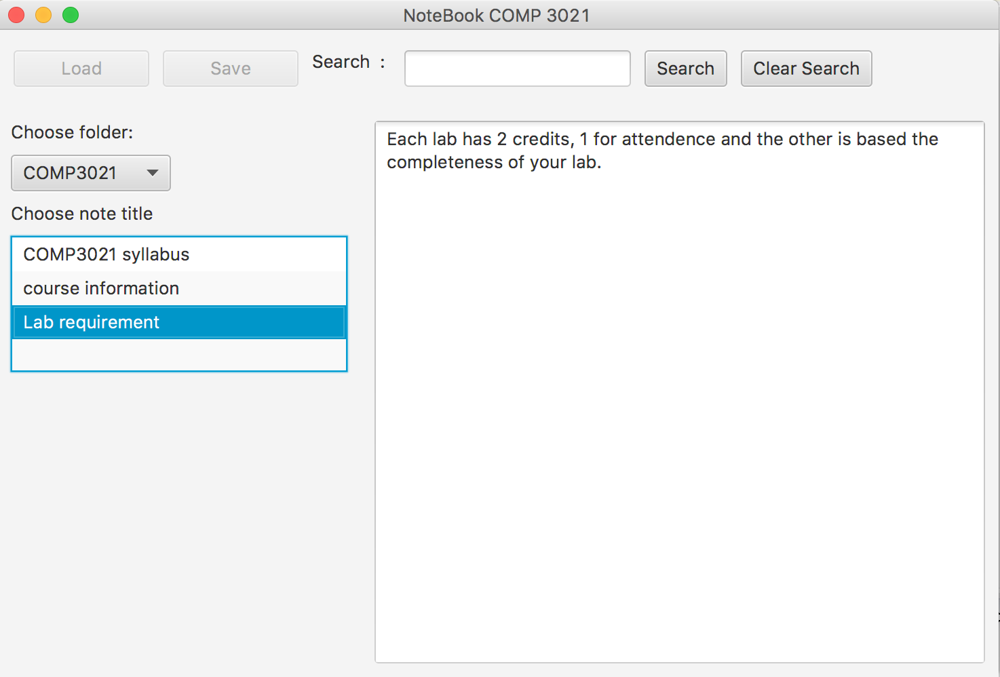 NoteBook COMP 3021
Load
Save
Search :
Search
Clear Search
Choose folder:
COMP3021
Choose note title
COMP3021 syllabus
course information
Lab requirement
Each lab has 2 credits, 1 for attendence and the other is based the
completeness of your lab.